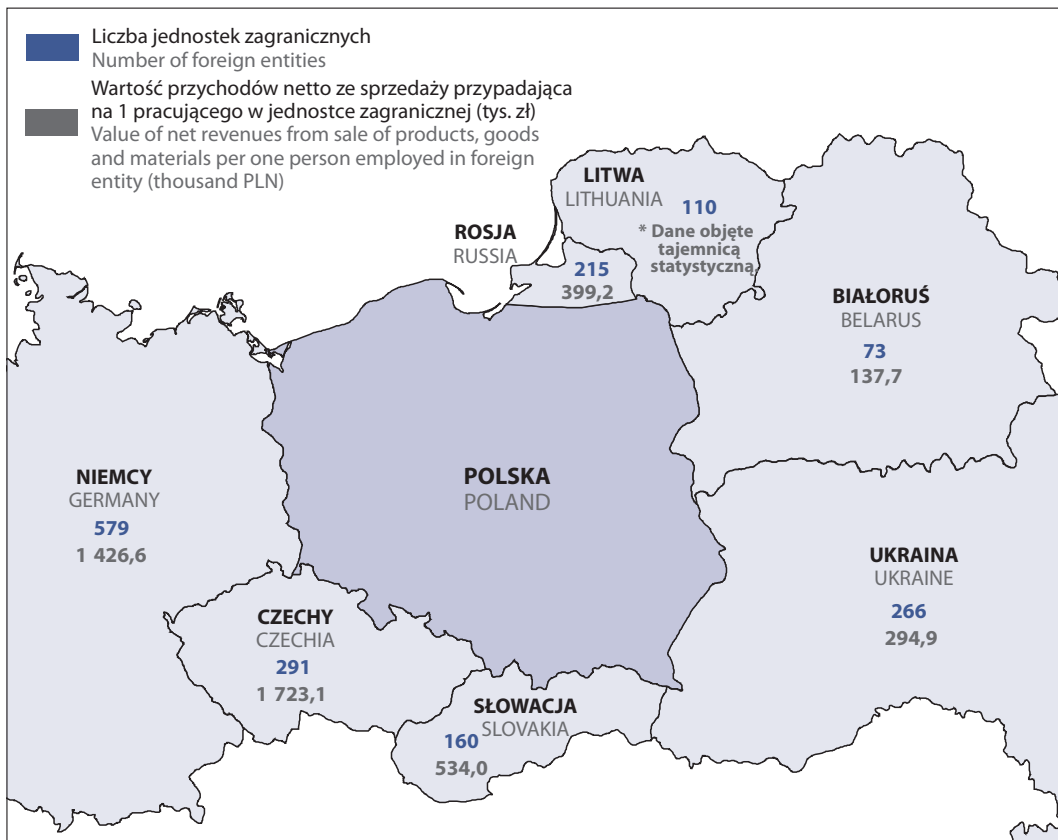 Liczba jednostek zagranicznych
Number of foreign entities
Wartość przychodów netto ze sprzedaży przypadająca
na 1 pracującego w jednostce zagranicznej (tys. zł)
Value of net revenues from sale of products, goods
and materials per one person employed in foreign
entity (thousand PLN)
LITWA
LITHUANIA
110
* Dane objęte
tajemnicą
statystyczną
ROSJA
RUSSIA
215
399,2
BIAŁORUŚ
BELARUS
73
137,7
NIEMCY
GERMANY
579
1 426,6
POLSKA
POLAND
UKRAINA
UKRAINE
266
294,9
CZECHY
CZECHIA
291
1 723,1
SŁOWACJA
SLOVAKIA
160
534,0